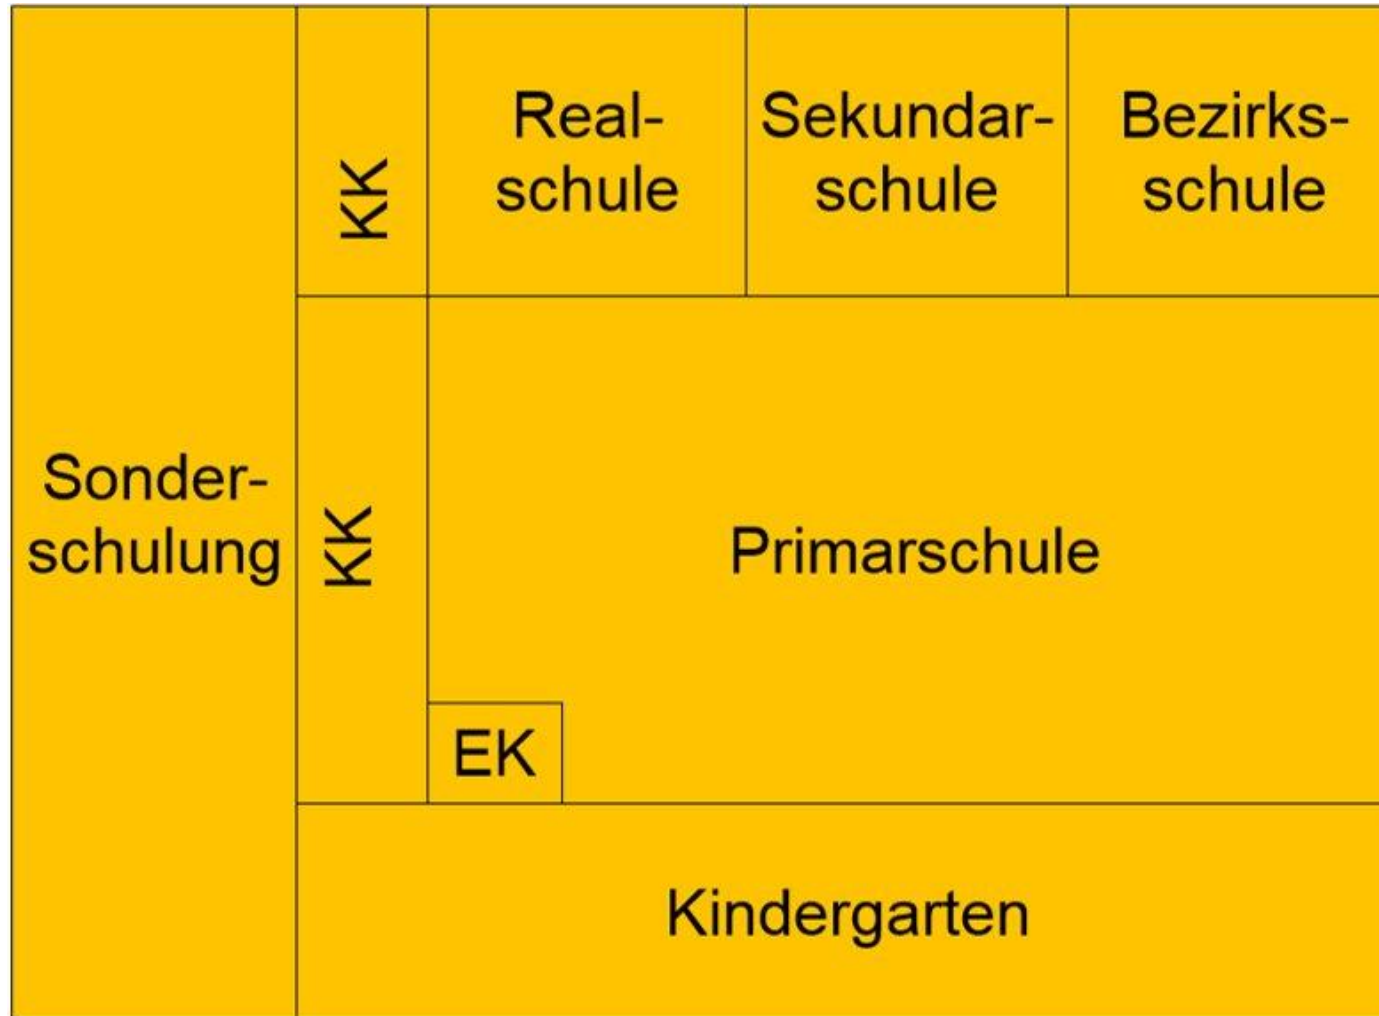 KK
Real-
schule
Sekundar-
schule
Bezirks-
schule
Sonder-
schulung
KK
Primarschule
EK
Kindergarten